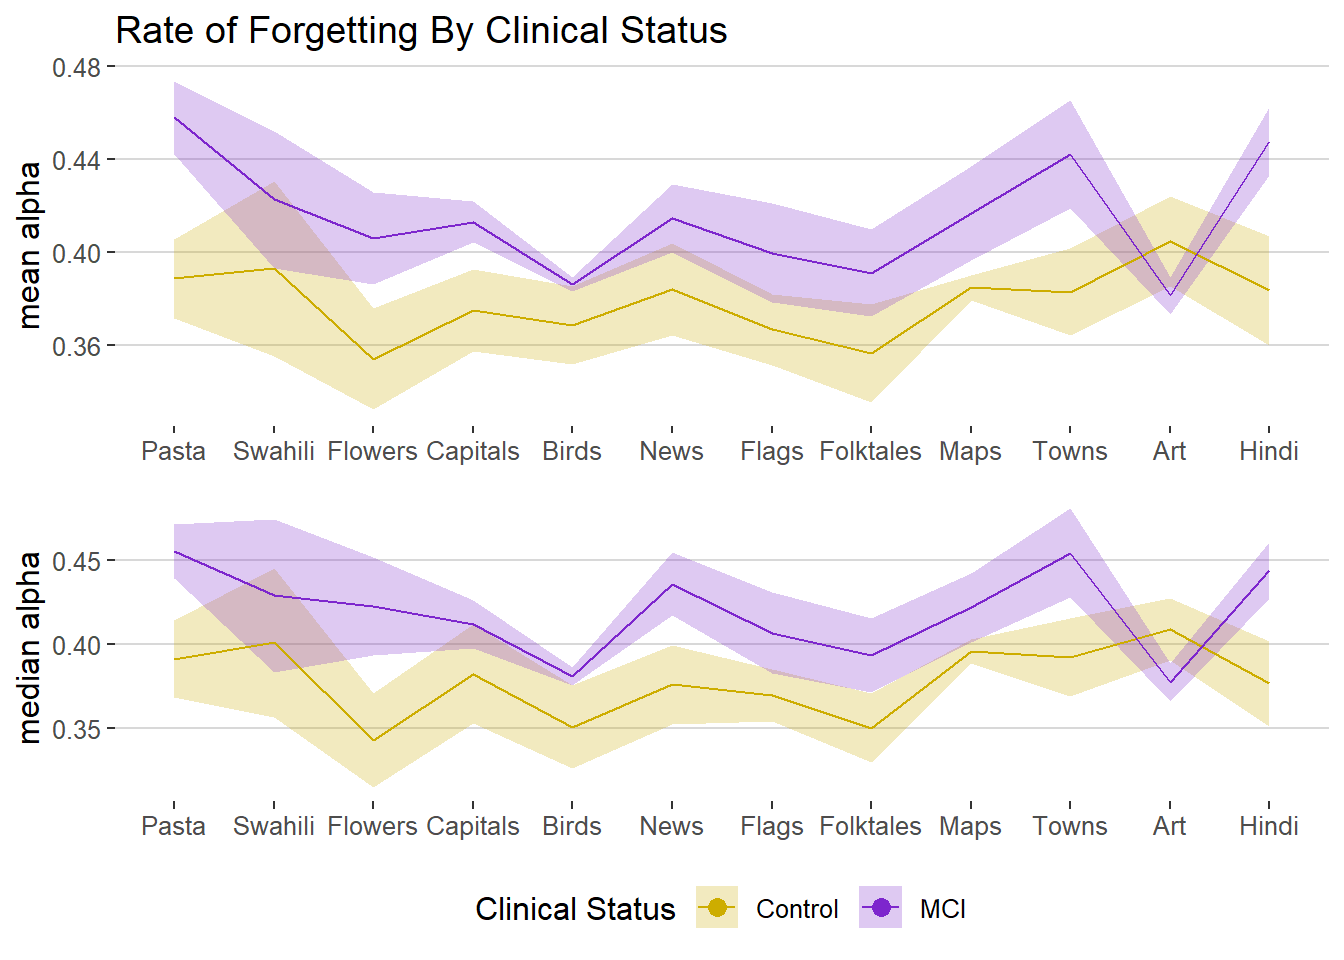 Rate of Forgetting By Clinical Status
mean alpha
0.48
0.44
0.40
0.36
Pasta Swahili Flowers Capitals Birds News Flags Folktales Maps Towns Art Hindi
median alpha
0.45
0.40
0.35
Pasta Swahili Flowers Capitals Birds News Flags Folktales Maps Towns Art Hindi
Clinical Status Control MCI